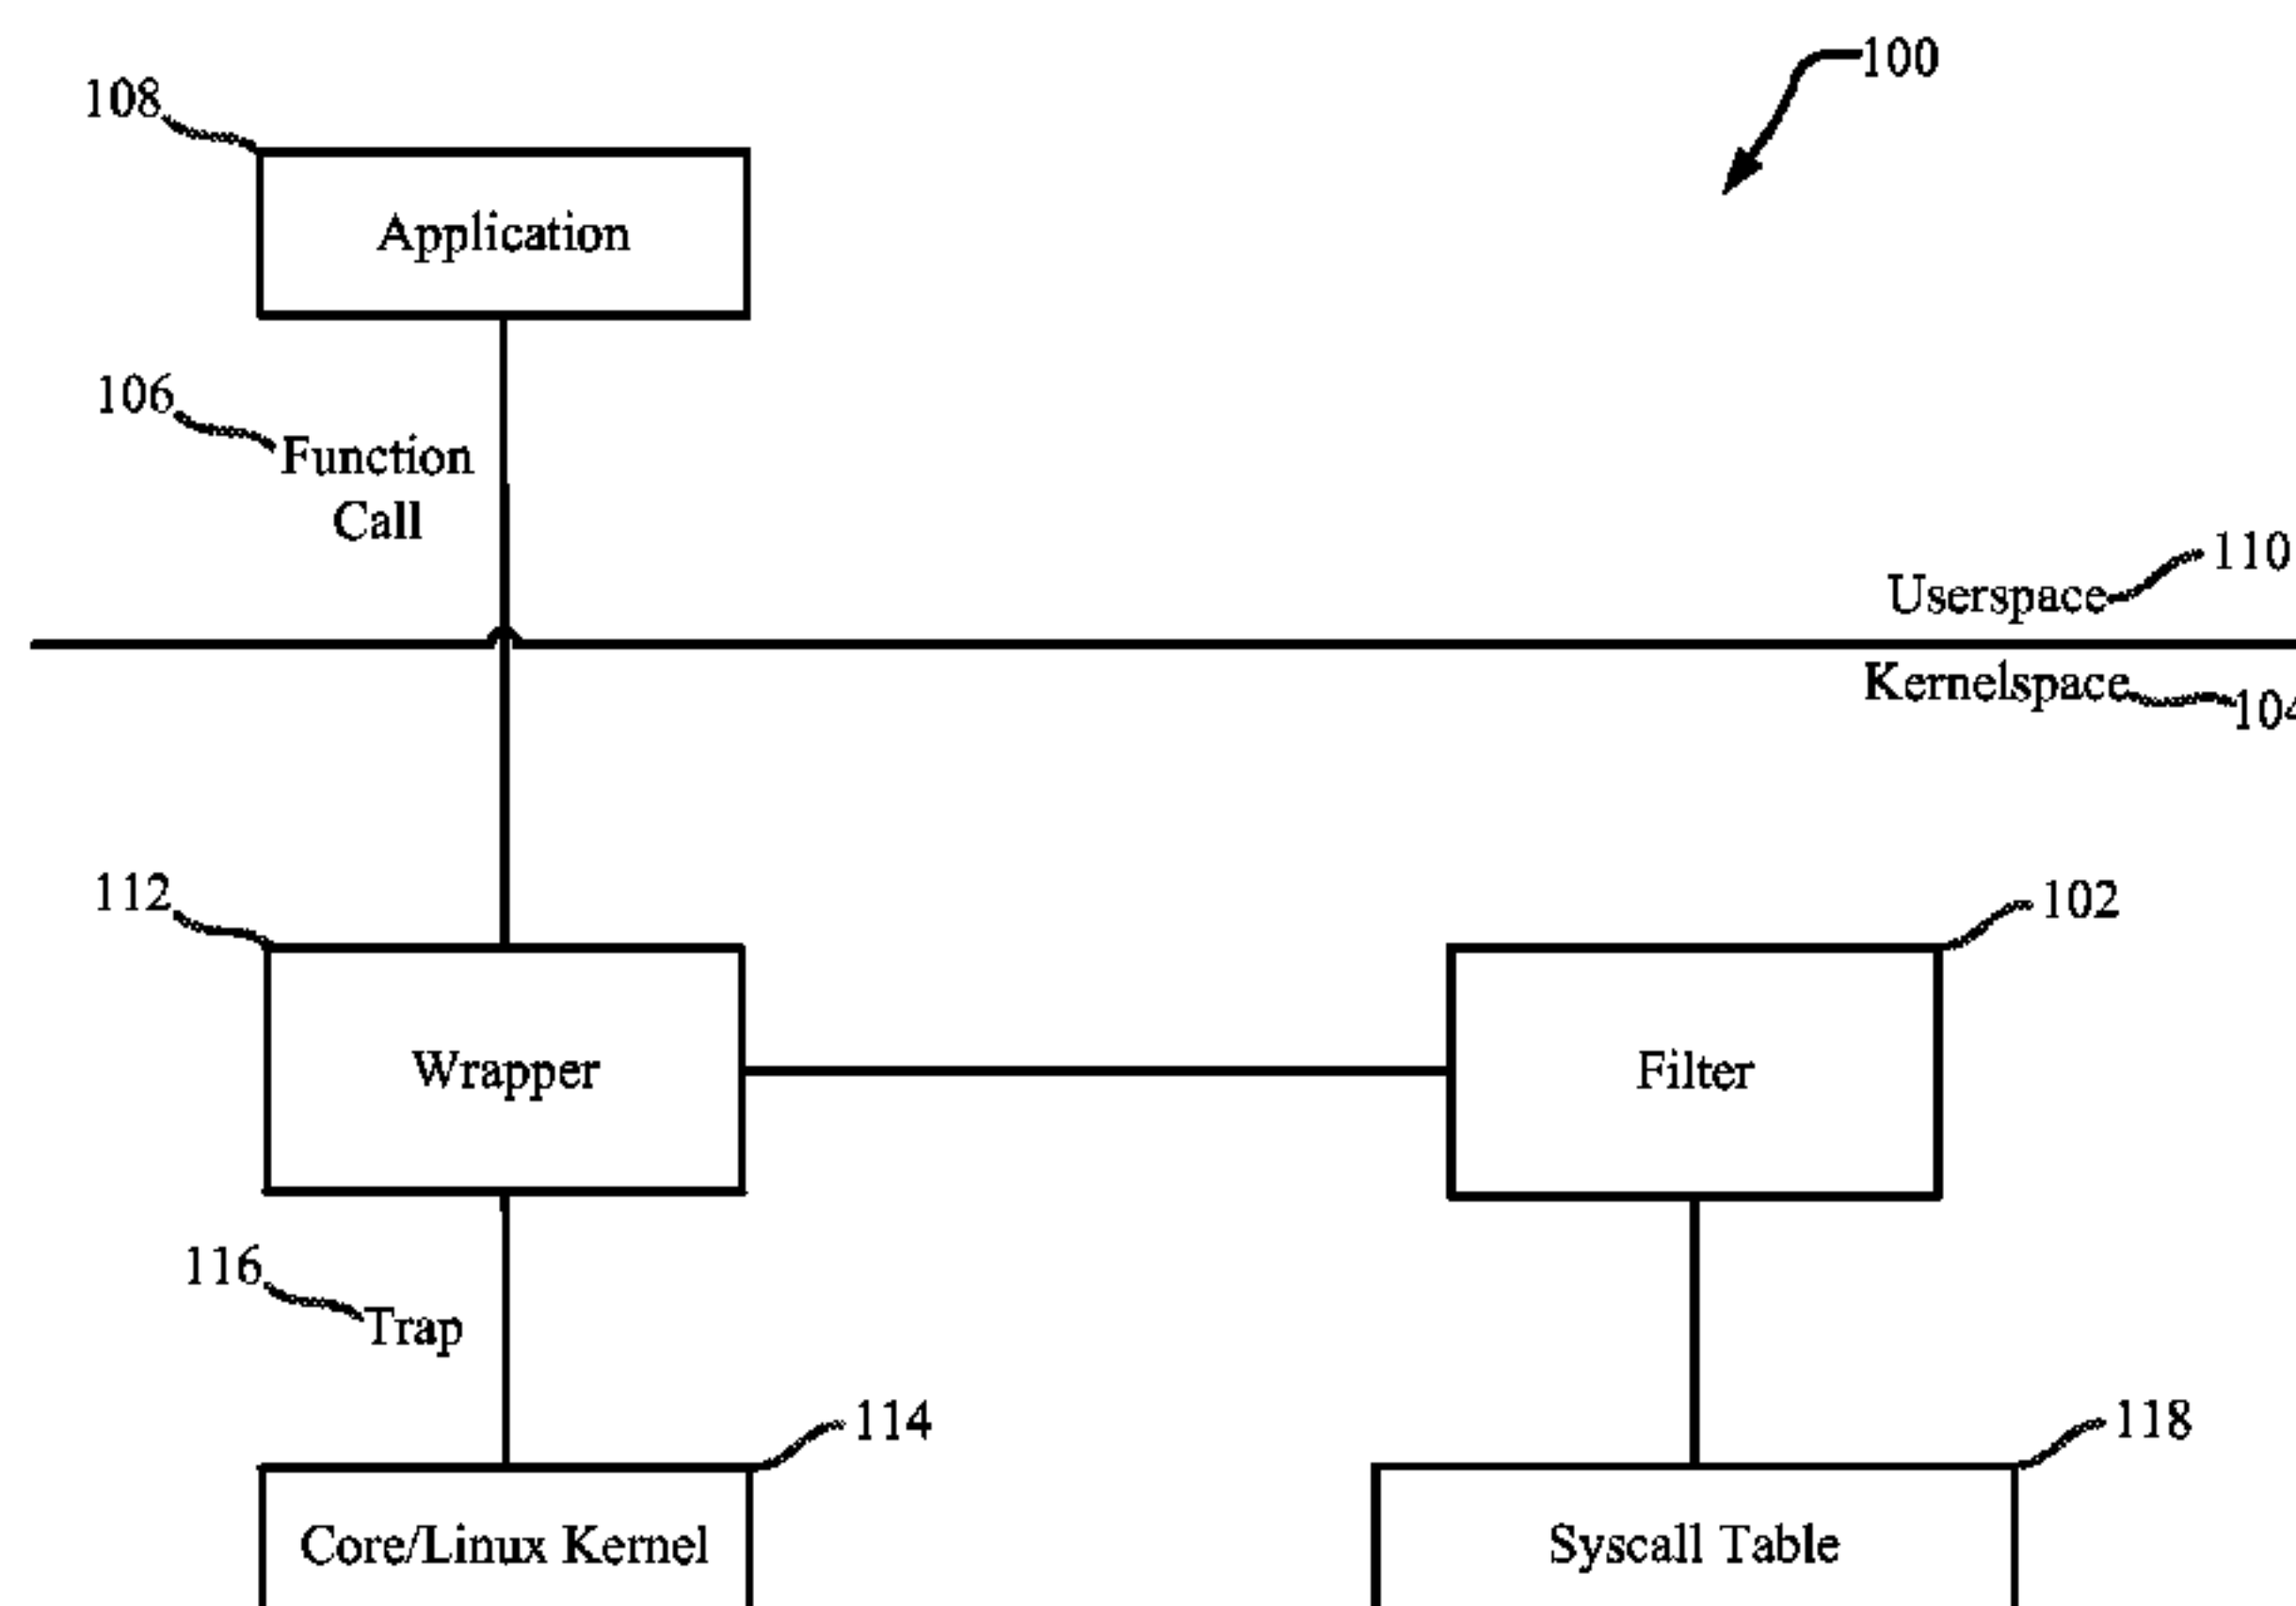 100
108
Application
106
Function
Call
110
Userspace
Kernelspace
104
112
102
Wrapper
Filter
116
Trap
114
118
Core/Linux Kernel
Syscall Table